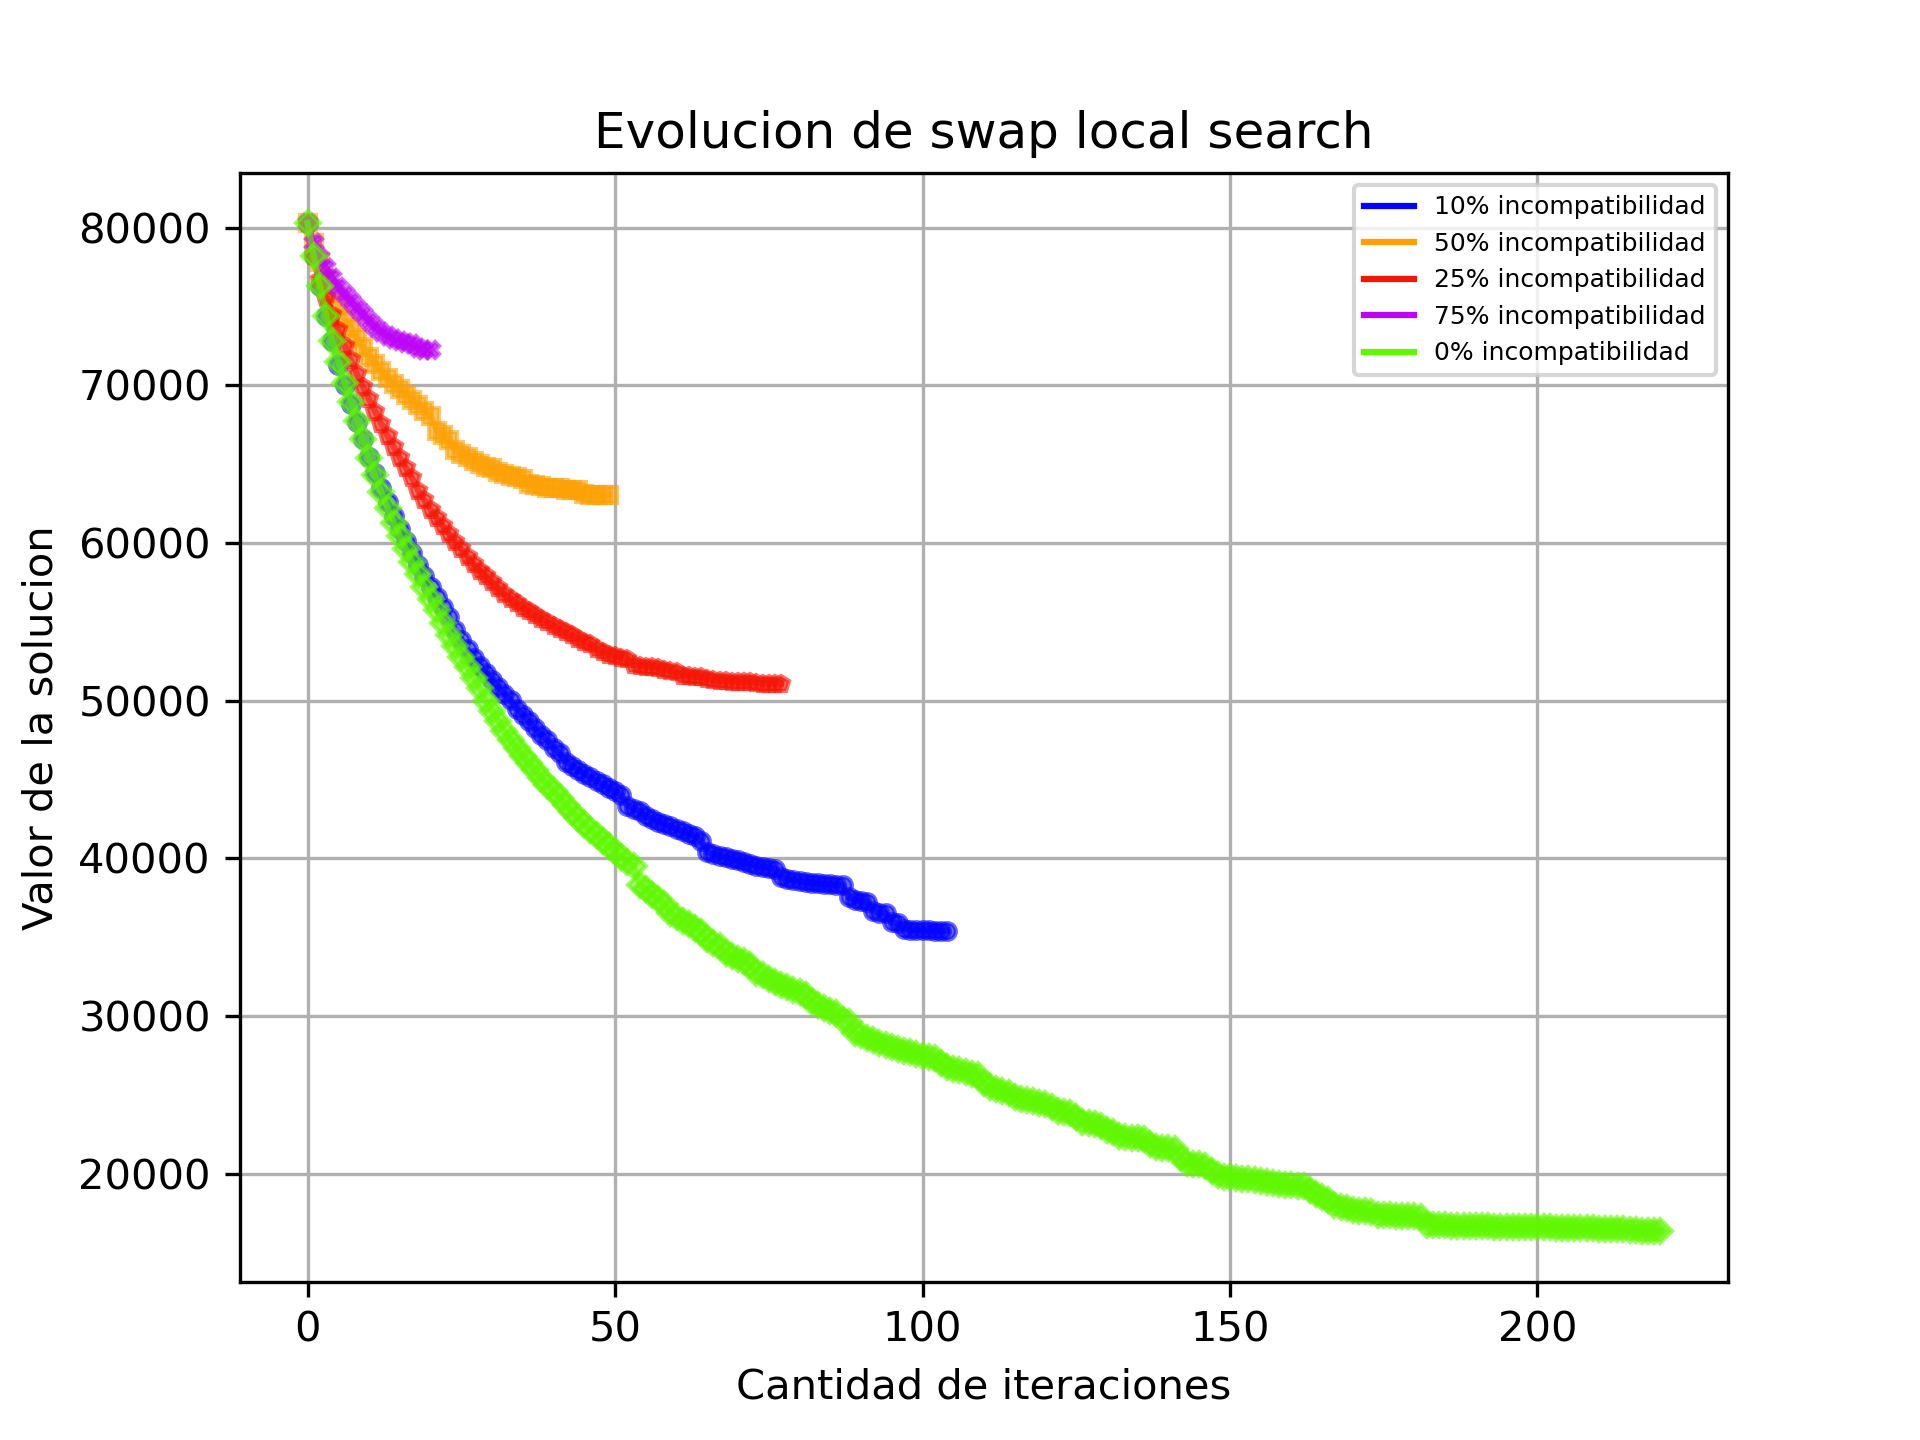 Evolucion de swap local search
10% incompatibilidad
50% incompatibilidad
25% incompatibilidad
75% incompatibilidad
0% incompatibilidad
Valor de la solucion
80000
70000
60000
50000
40000
30000
20000
0 50 100 150 200
Cantidad de iteraciones